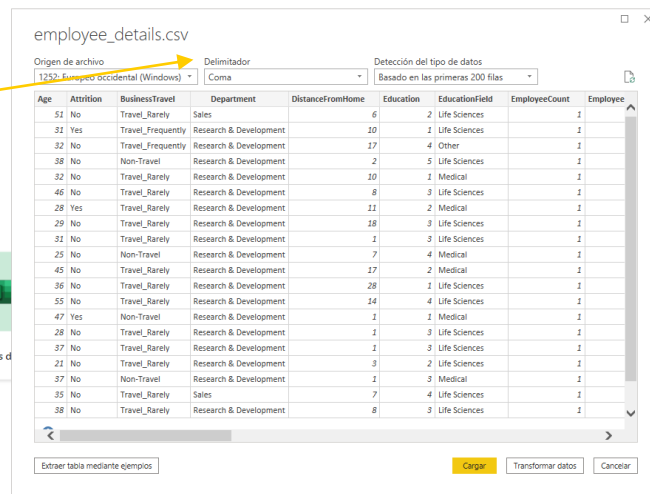 employee_details.csv
Origen de archivo Delimitador Detección del tipo de datos
1252: Europeo occidental (Windows) Coma Basado en las primeras 200 filas
Age Attrition BusinessTravel Department DistanceFromHome Education EducationField EmployeeCount Employee
51 No Travel_Rarely Sales 6 2 Life Sciences 1
31 Yes Travel_Frequently Research & Development 10 1 Life Sciences 1
32 No Travel_Frequently Research & Development 17 4 Other 1
38 No Non-Travel Research & Development 2 5 Life Sciences 1
32 No Travel_Rarely Research & Development 10 1 Medical 1
46 No Travel_Rarely Research & Development 8 3 Life Sciences 1
28 Yes Travel_Rarely Research & Development 11 2 Medical 1
29 No Travel_Rarely Research & Development 18 3 Life Sciences 1
31 No Travel_Rarely Research & Development 1 3 Life Sciences 1
25 No Non-Travel Research & Development 7 4 Medical 1
45 No Travel_Rarely Research & Development 17 2 Medical 1
36 No Travel_Rarely Research & Development 28 1 Life Sciences 1
55 No Travel_Rarely Research & Development 14 4 Life Sciences 1
47 Yes Non-Travel Research & Development 1 1 Medical 1
28 No Travel_Rarely Research & Development 1 3 Life Sciences 1
37 No Travel_Rarely Research & Development 1 3 Life Sciences 1
21 No Travel_Rarely Research & Development 3 2 Life Sciences 1
37 No Non-Travel Research & Development 1 3 Medical 1
35 No Travel_Rarely Sales 7 4 Life Sciences 1
38 No Travel_Rarely Research & Development 8 3 Life Sciences 1
s d
Extraer tabla mediante ejemplos Cargar Transformar datos Cancelar